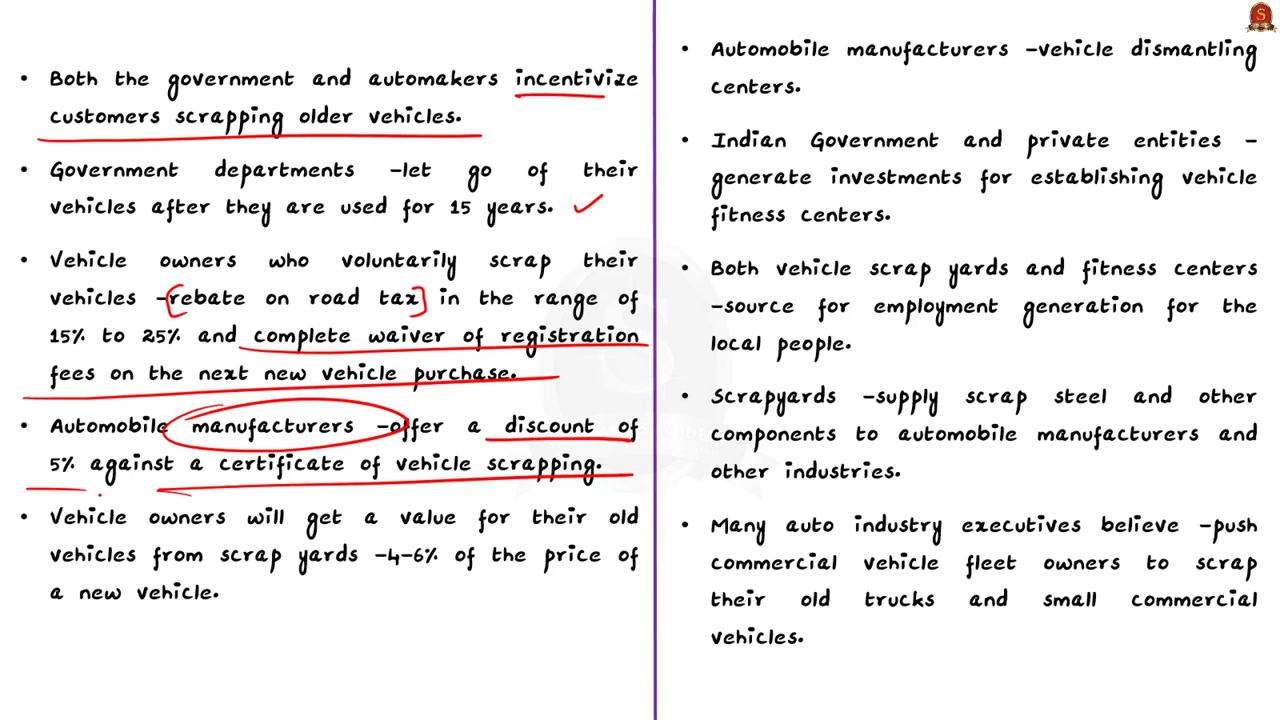 • Both the government and automakers incentivize
customers scrapping older vehicles.
• Government departments -let go of their
vehicles after they are used for 15 years.
• Vehicle owners who voluntarily scrap their
vehicles -rebate on road tax in the range of
15% to 25% and complete waiver of registration
fees on the next new vehicle purchase.
• Automobile manufacturers -offer a discount of
5% against a certificate of vehicle scrapping.
• Vehicle owners will get a value for their old
vehicles from scrap yards -4-6% of the price of
a new vehicle.
• Automobile manufacturers -vehicle dismantling
centers.
• Indian Government and private entities -
generate investments for establishing vehicle
fitness centers.
• Both vehicle scrap yards and fitness centers
-source for employment generation for the
local people.
• Scrapyards -supply scrap steel and other
components to automobile manufacturers and
other industries.
• Many auto industry executives believe -push
commercial vehicle fleet owners to scrap
their old trucks and small commercial
vehicles.
S